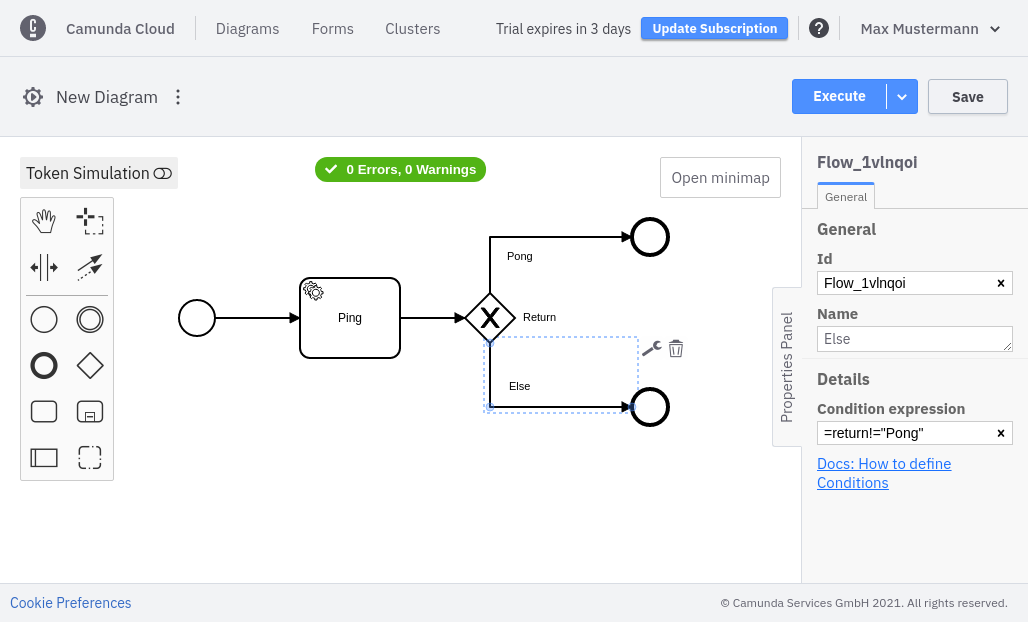 Camunda Cloud
Diagrams
Forms
Clusters
Trial expires in 3 days
Update Subscription
Max Mustermann
New Diagram
Execute
Save
Token Simulation
0 Errors, 0 Warnings
Open minimap
Pong
Ping
X
Return
Else
Properties Panel
Flow_1vlnqoi
General
General
Id
Flow_1vlnqoi
Name
Else
Details
Condition expression
=return!="Pong"
Docs: How to define
Conditions
Cookie Preferences
© Camunda Services GmbH 2021. All rights reserved.